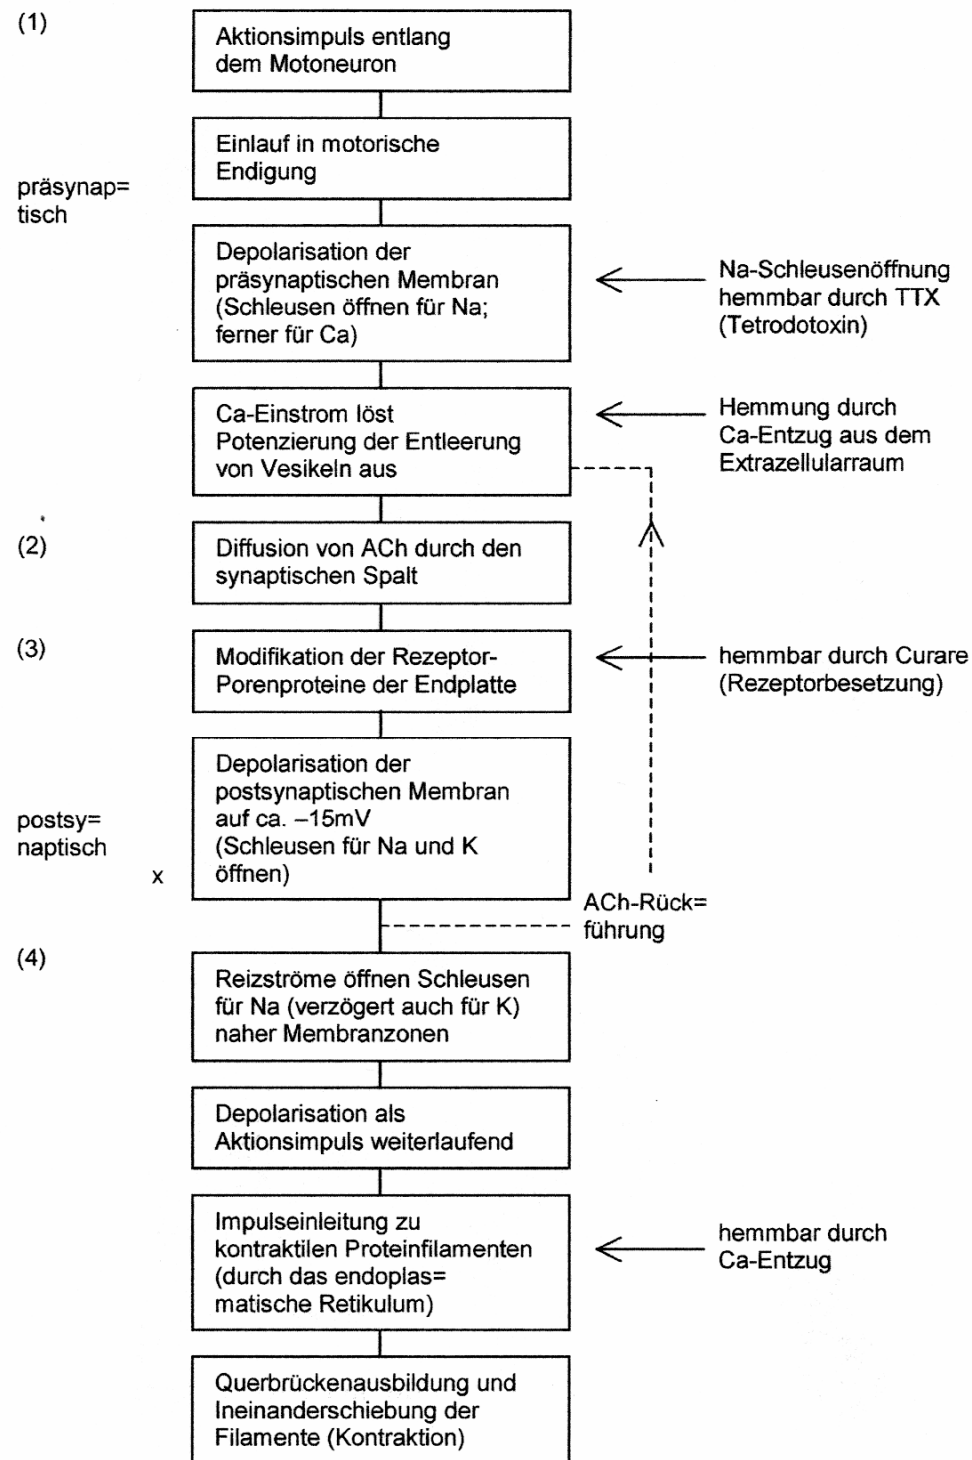 (1)
Aktionsimpuls entlang
dem Motoneuron
Einlauf in motorische
Endigung
präsynap=
tisch
Depolarisation der
präsynaptischen Membran
(Schleusen öffnen für Na;
ferner für Ca)
Na-Schleusenöffnung
hemmbar durch TTX
(Tetrodotoxin)
Ca-Einstrom löst
Potenzierung der Entleerung
von Vesikeln aus
Hemmung durch
Ca-Entzug aus dem
Extrazellularraum
(2)
Diffusion von ACh durch den
synaptischen Spalt
(3)
Modifikation der Rezeptor-
Porenproteine der Endplatte
hemmbar durch Curare
(Rezeptorbesetzung)
Depolarisation der
postsynaptischen Membran
auf ca. –15mV
(Schleusen für Na und K
öffnen)
postsy=
naptisch
x
ACh-Rück=
führung
(4)
Reizströme öffnen Schleusen
für Na (verzögert auch für K)
naher Membranzonen
Depolarisation als
Aktionsimpuls weiterlaufend
Impulseinleitung zu
kontraktilen Proteinfilamenten
(durch das endoplas=
matische Retikulum)
hemmbar durch
Ca-Entzug
Querbrückenausbildung und
Ineinanderschiebung der
Filamente (Kontraktion)